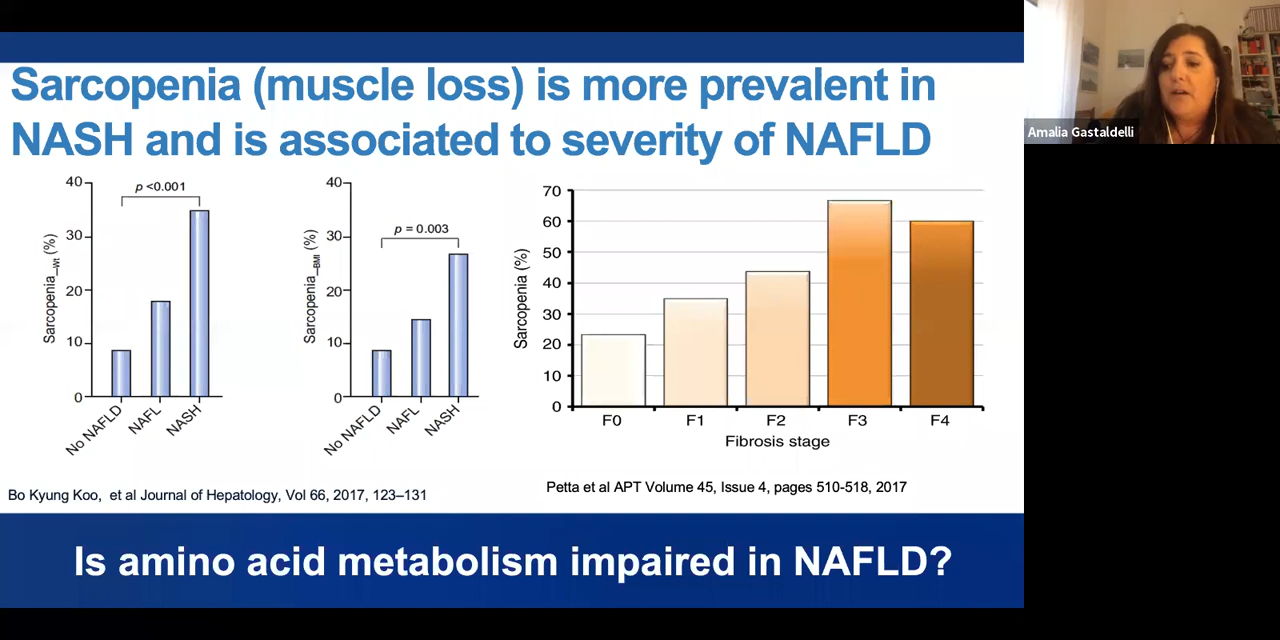 Sarcopenia (muscle loss) is more prevalent in
NASH and is associated to severity of NAFLD
Amalia Gastaldelli
40
30
20
10
0
Sarcopenia_Wt (%)
p <0.001
No NAFLD
NAFL
NASH
40
30
20
10
0
Sarcopenia_BMI (%)
p = 0.003
No NAFLD
NAFL
NASH
70
60
50
40
30
20
10
0
Sarcopenia (%)
F0
F1
F2
F3
F4
Fibrosis stage
Bo Kyung Koo, et al Journal of Hepatology, Vol 66, 2017, 123–131
Petta et al APT Volume 45, Issue 4, pages 510-518, 2017
Is amino acid metabolism impaired in NAFLD?